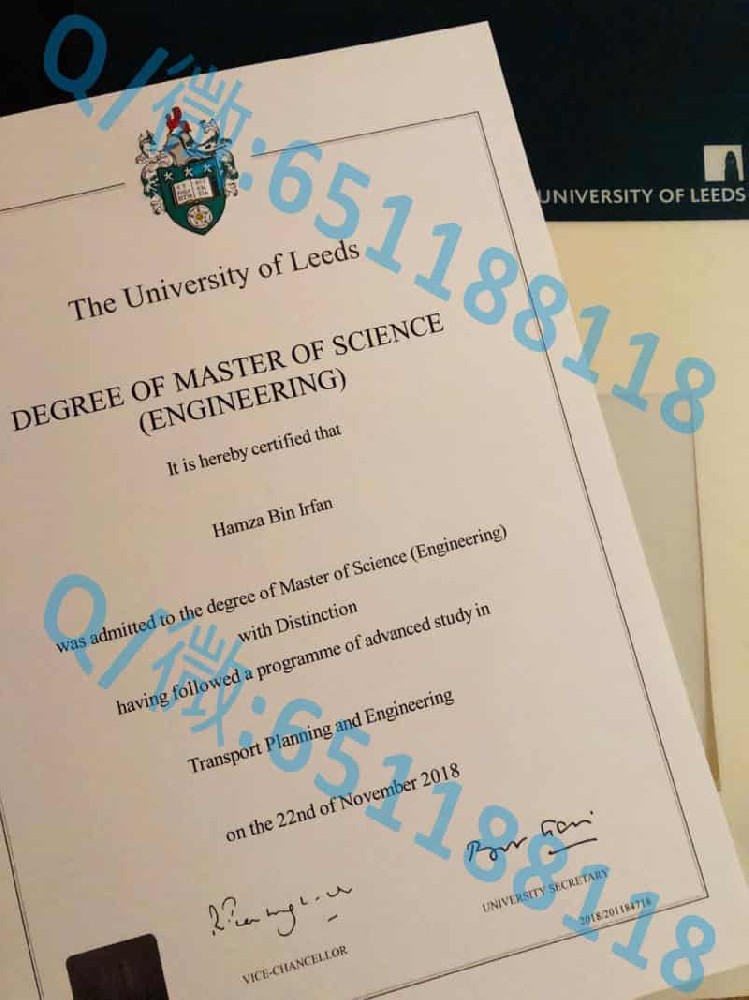 Q/微:651188118
UNIVERSITY OF LEEDS
The University of Leeds
DEGREE OF MASTER OF SCIENCE
(ENGINEERING)
It is hereby certified that
Hamza Bin Irfan
was admitted to the degree of Master of Science (Engineering)
with Distinction
having followed a programme of advanced study in
Transport Planning and Engineering
on the 22nd of November 2018
Q/微:651188118
VICE-CHANCELLOR
UNIVERSITY SECRETARY